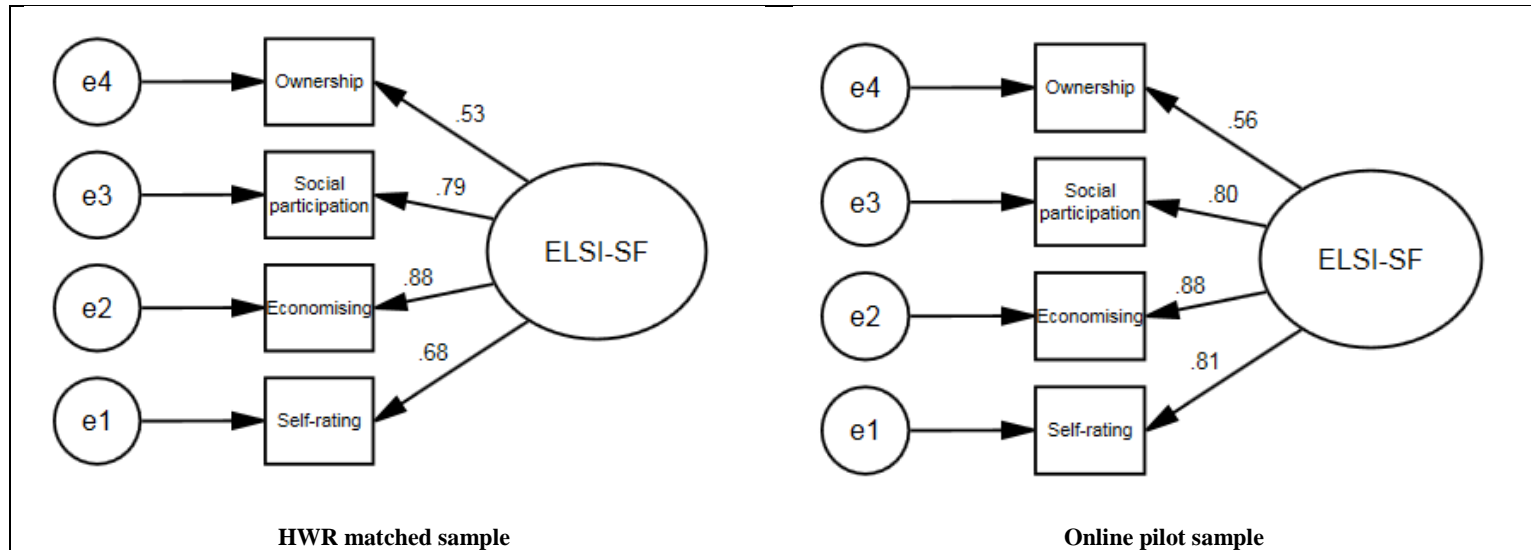 e4
Ownership
.53
e3
Social
participation
.79
ELSI-SF
e2
Economising
.88
e1
Self-rating
.68
HWR matched sample
e4
Ownership
.56
e3
Social
participation
.80
ELSI-SF
e2
Economising
.88
e1
Self-rating
.81
Online pilot sample